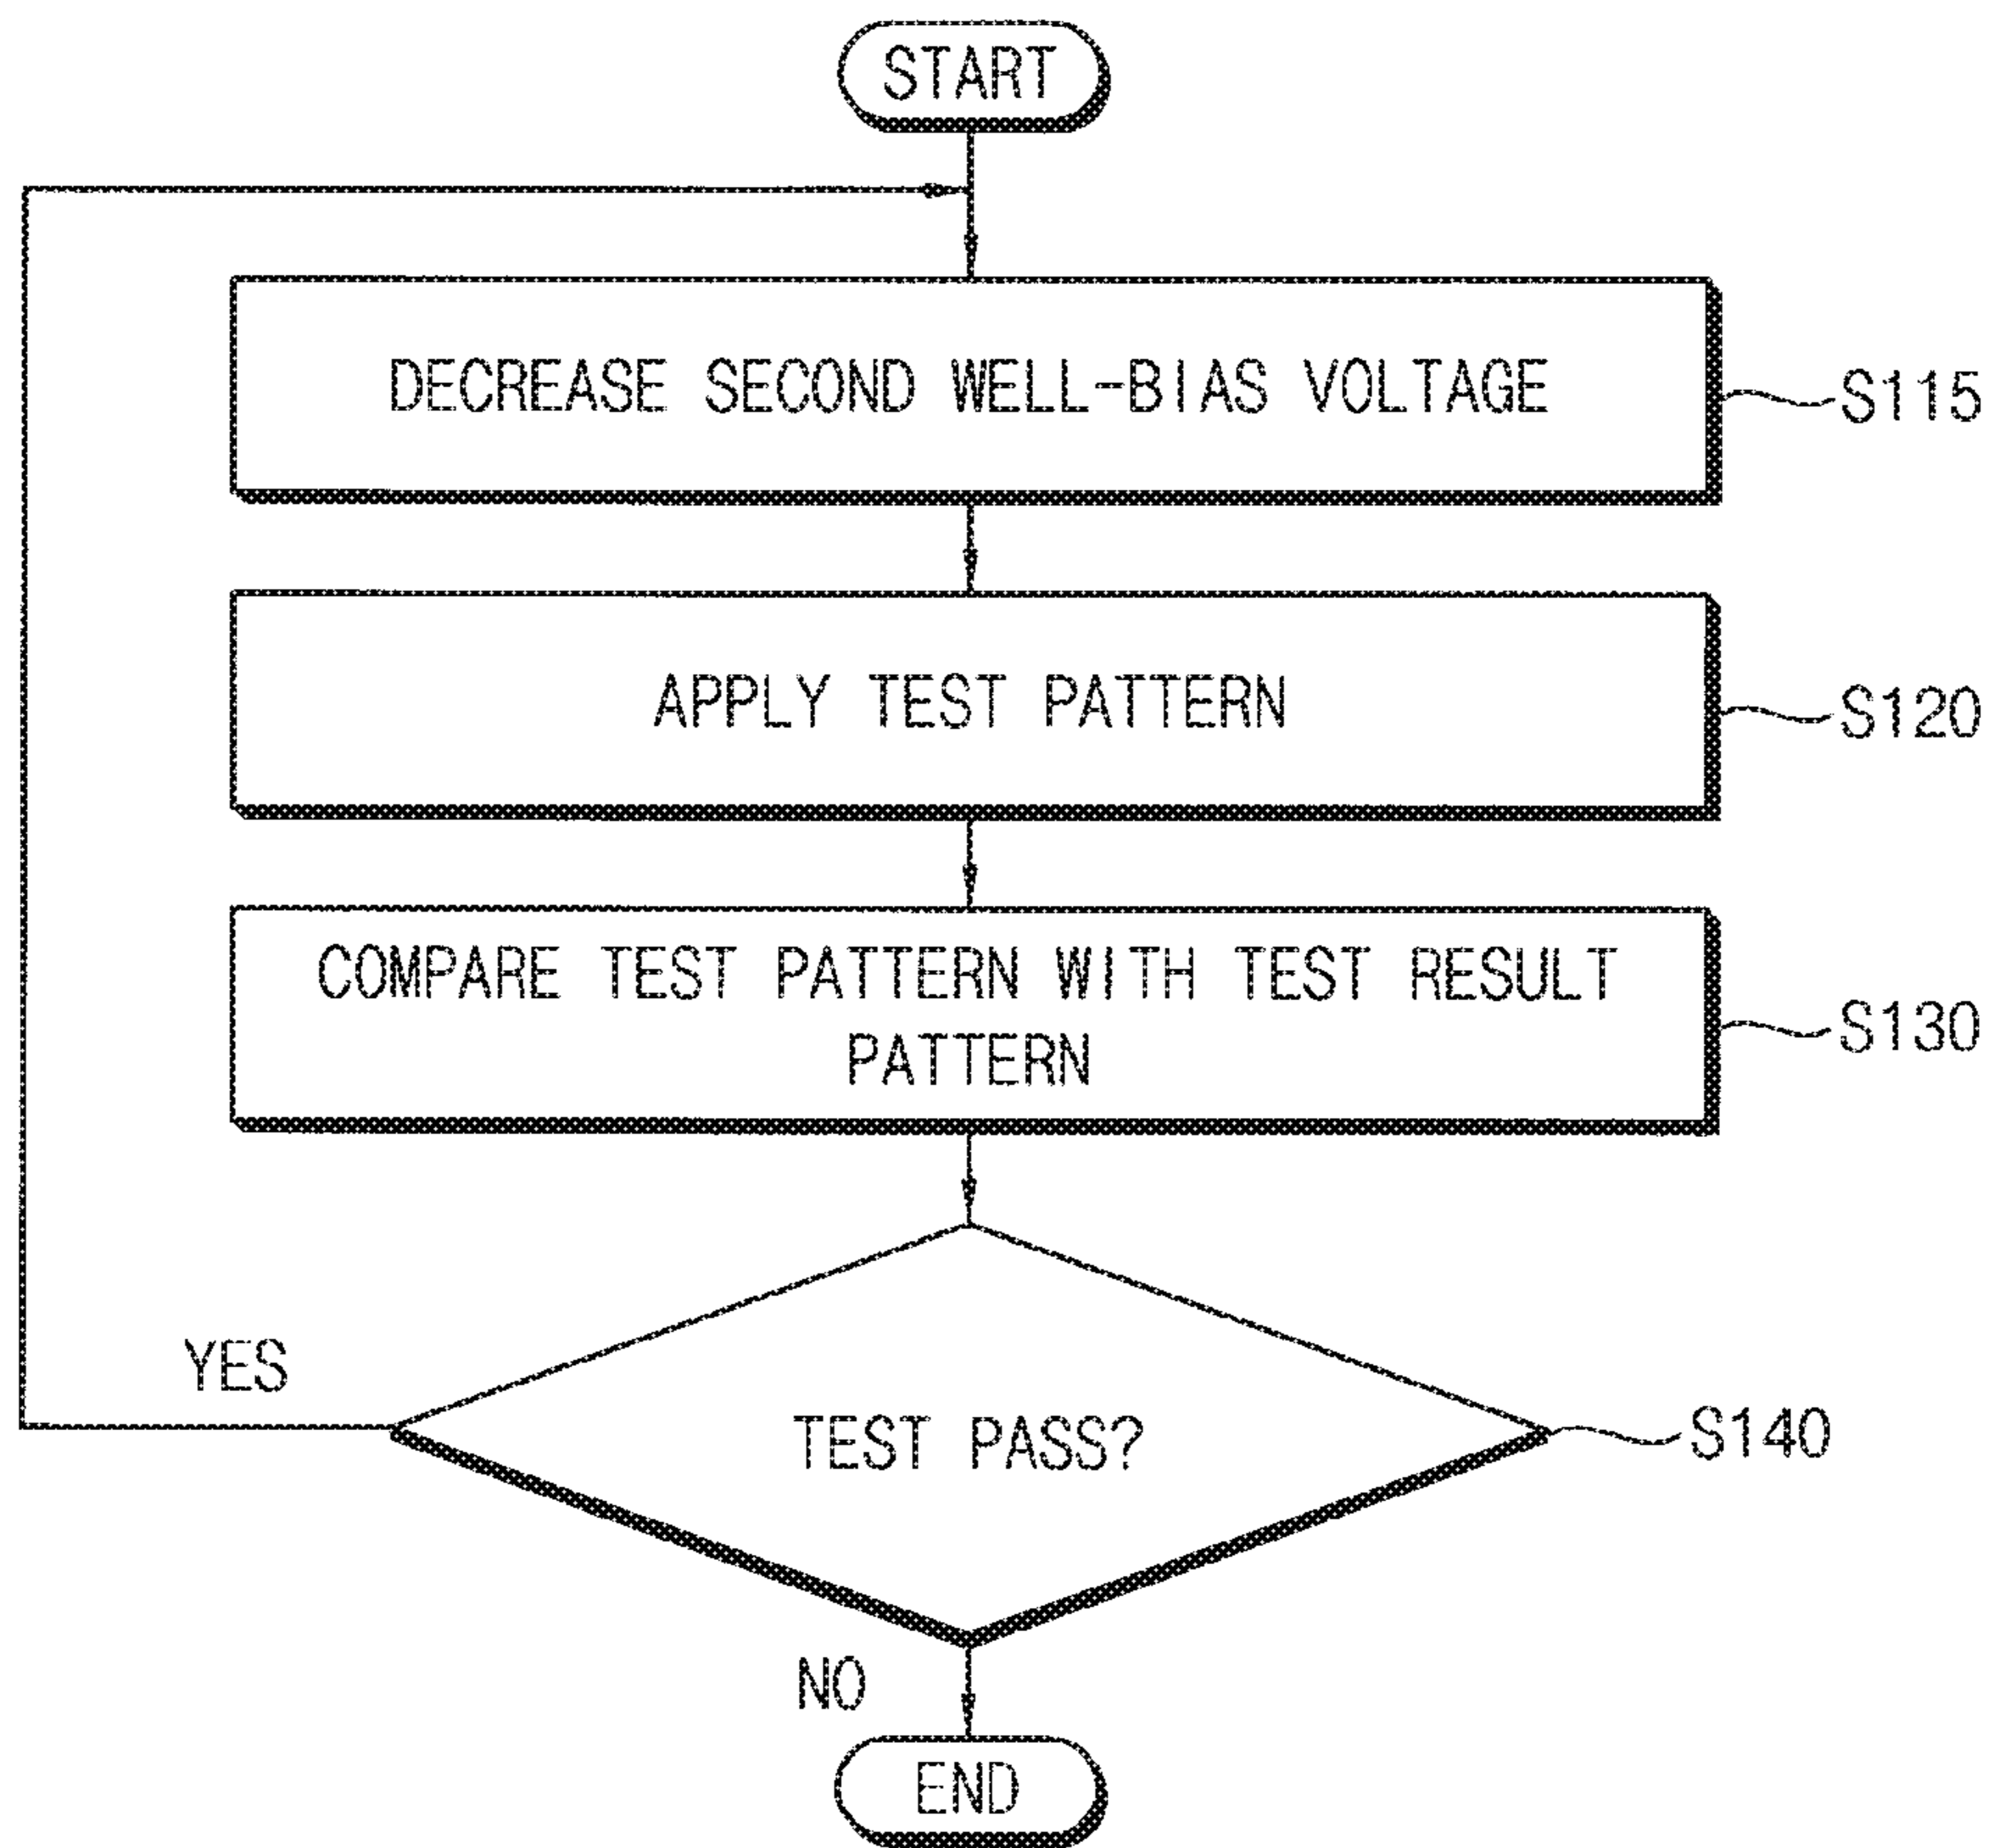 START
DECREASE SECOND WELL-BIAS VOLTAGE
S115
APPLY TEST PATTERN
S120
COMPARE TEST PATTERN WITH TEST RESULT
PATTERN
S130
YES
TEST PASS?
S140
NO
END